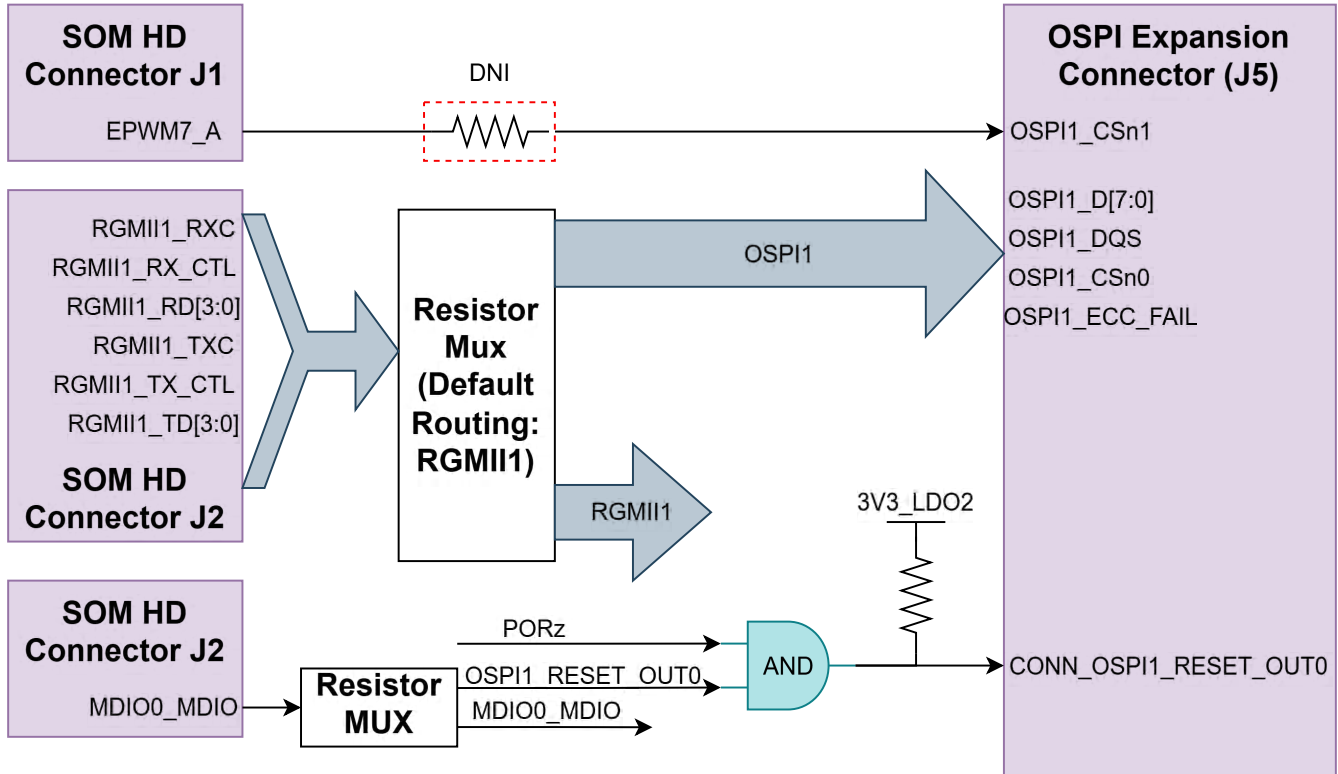 SOM HD
Connector J1
EPWM7_A
DNI
OSPI Expansion
Connector (J5)
OSPI1_CSn1
OSPI1_D[7:0]
OSPI1_DQS
OSPI1_CSn0
OSPI1_ECC_FAIL
RGMII1_RXC
RGMII1_RX_CTL
RGMII1_RD[3:0]
RGMII1_TXC
RGMII1_TX_CTL
RGMII1_TD[3:0]
SOM HD
Connector J2
Resistor
Mux
(Default
Routing:
RGMII1)
OSPI1
RGMII1
3V3_LDO2
SOM HD
Connector J2
MDIO0_MDIO
Resistor
MUX
PORz
OSPI1_RESET_OUT0
MDIO0_MDIO
AND
CONN_OSPI1_RESET_OUT0